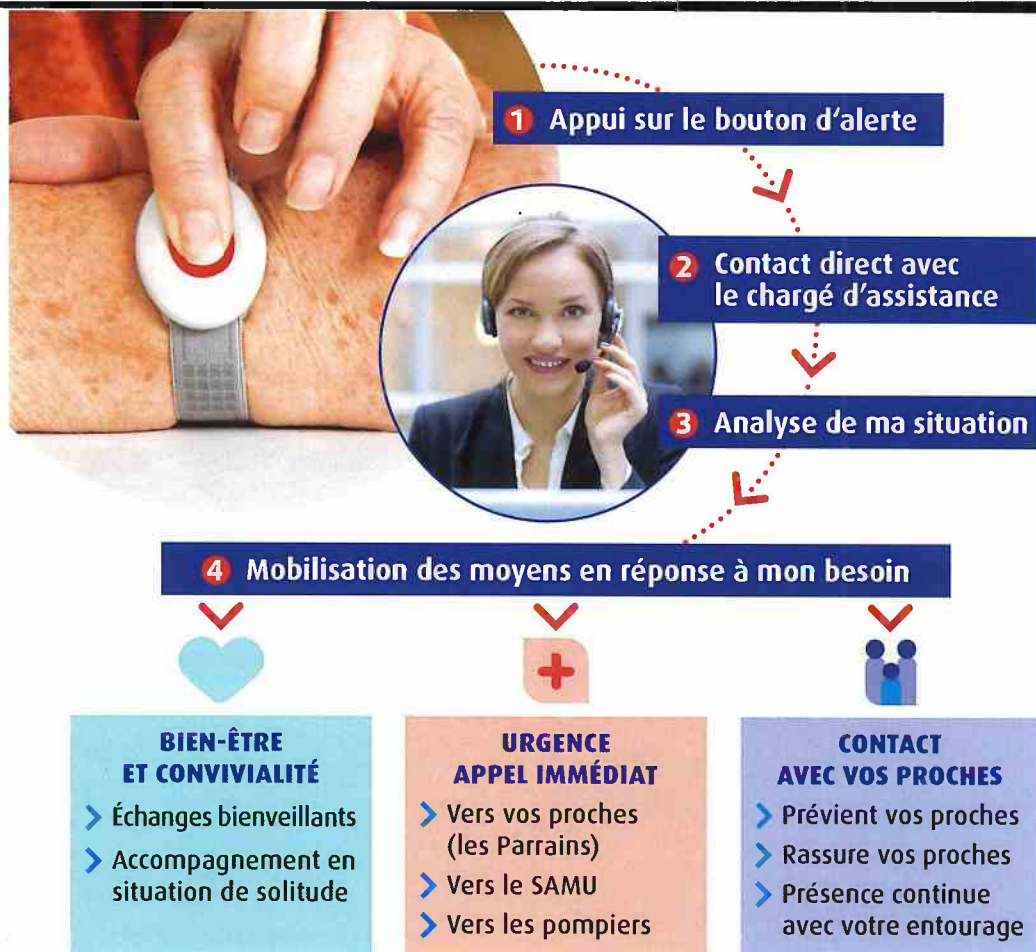 1 Appui sur le bouton d'alerte
2 Contact direct avec
le chargé d'assistance
3 Analyse de ma situation
4 Mobilisation des moyens en réponse à mon besoin
BIEN-ÊTRE
ET CONVIVIALITÉ
Échanges bienveillants
Accompagnement en
situation de solitude
URGENCE
APPEL IMMÉDIAT
Vers vos proches
(les Parrains)
Vers le SAMU
Vers les pompiers
CONTACT
AVEC VOS PROCHES
Prévient vos proches
Rassure vos proches
Présence continue
avec votre entourage